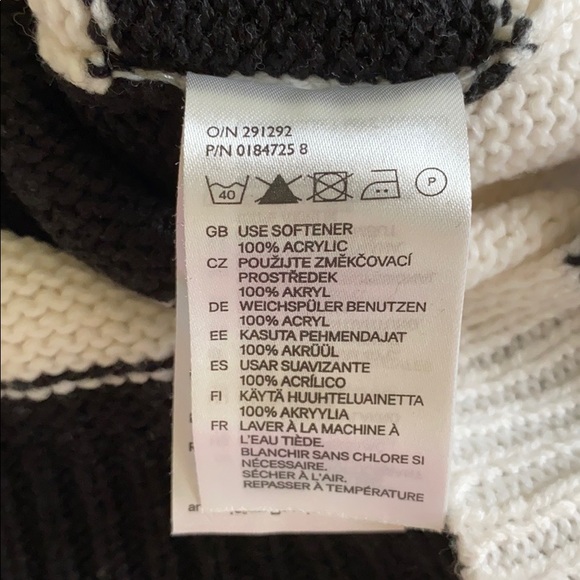 O/N 291292
P/N 0184725 8
40 P
GB USE SOFTENER
100% ACRYLIC
CZ POUŽIJTE ZMĚKČOVACÍ
PROSTŘEDEK
100% AKRYL
DE WEICHSPÜLER BENUTZEN
100% ACRYL
EE KASUTA PEHMENDAJAT
100% AKRÜÜL
ES USAR SUAVIZANTE
100% ACRÍLICO
FI KÄYTÄ HUUHTELUAINETTA
100% AKRYYLIA
FR LAVER À LA MACHINE À
L'EAU TIÈDE.
BLANCHIR SANS CHLORE SI
NÉCESSAIRE.
SÉCHER À L'AIR.
REPASSER À TEMPÉRATURE